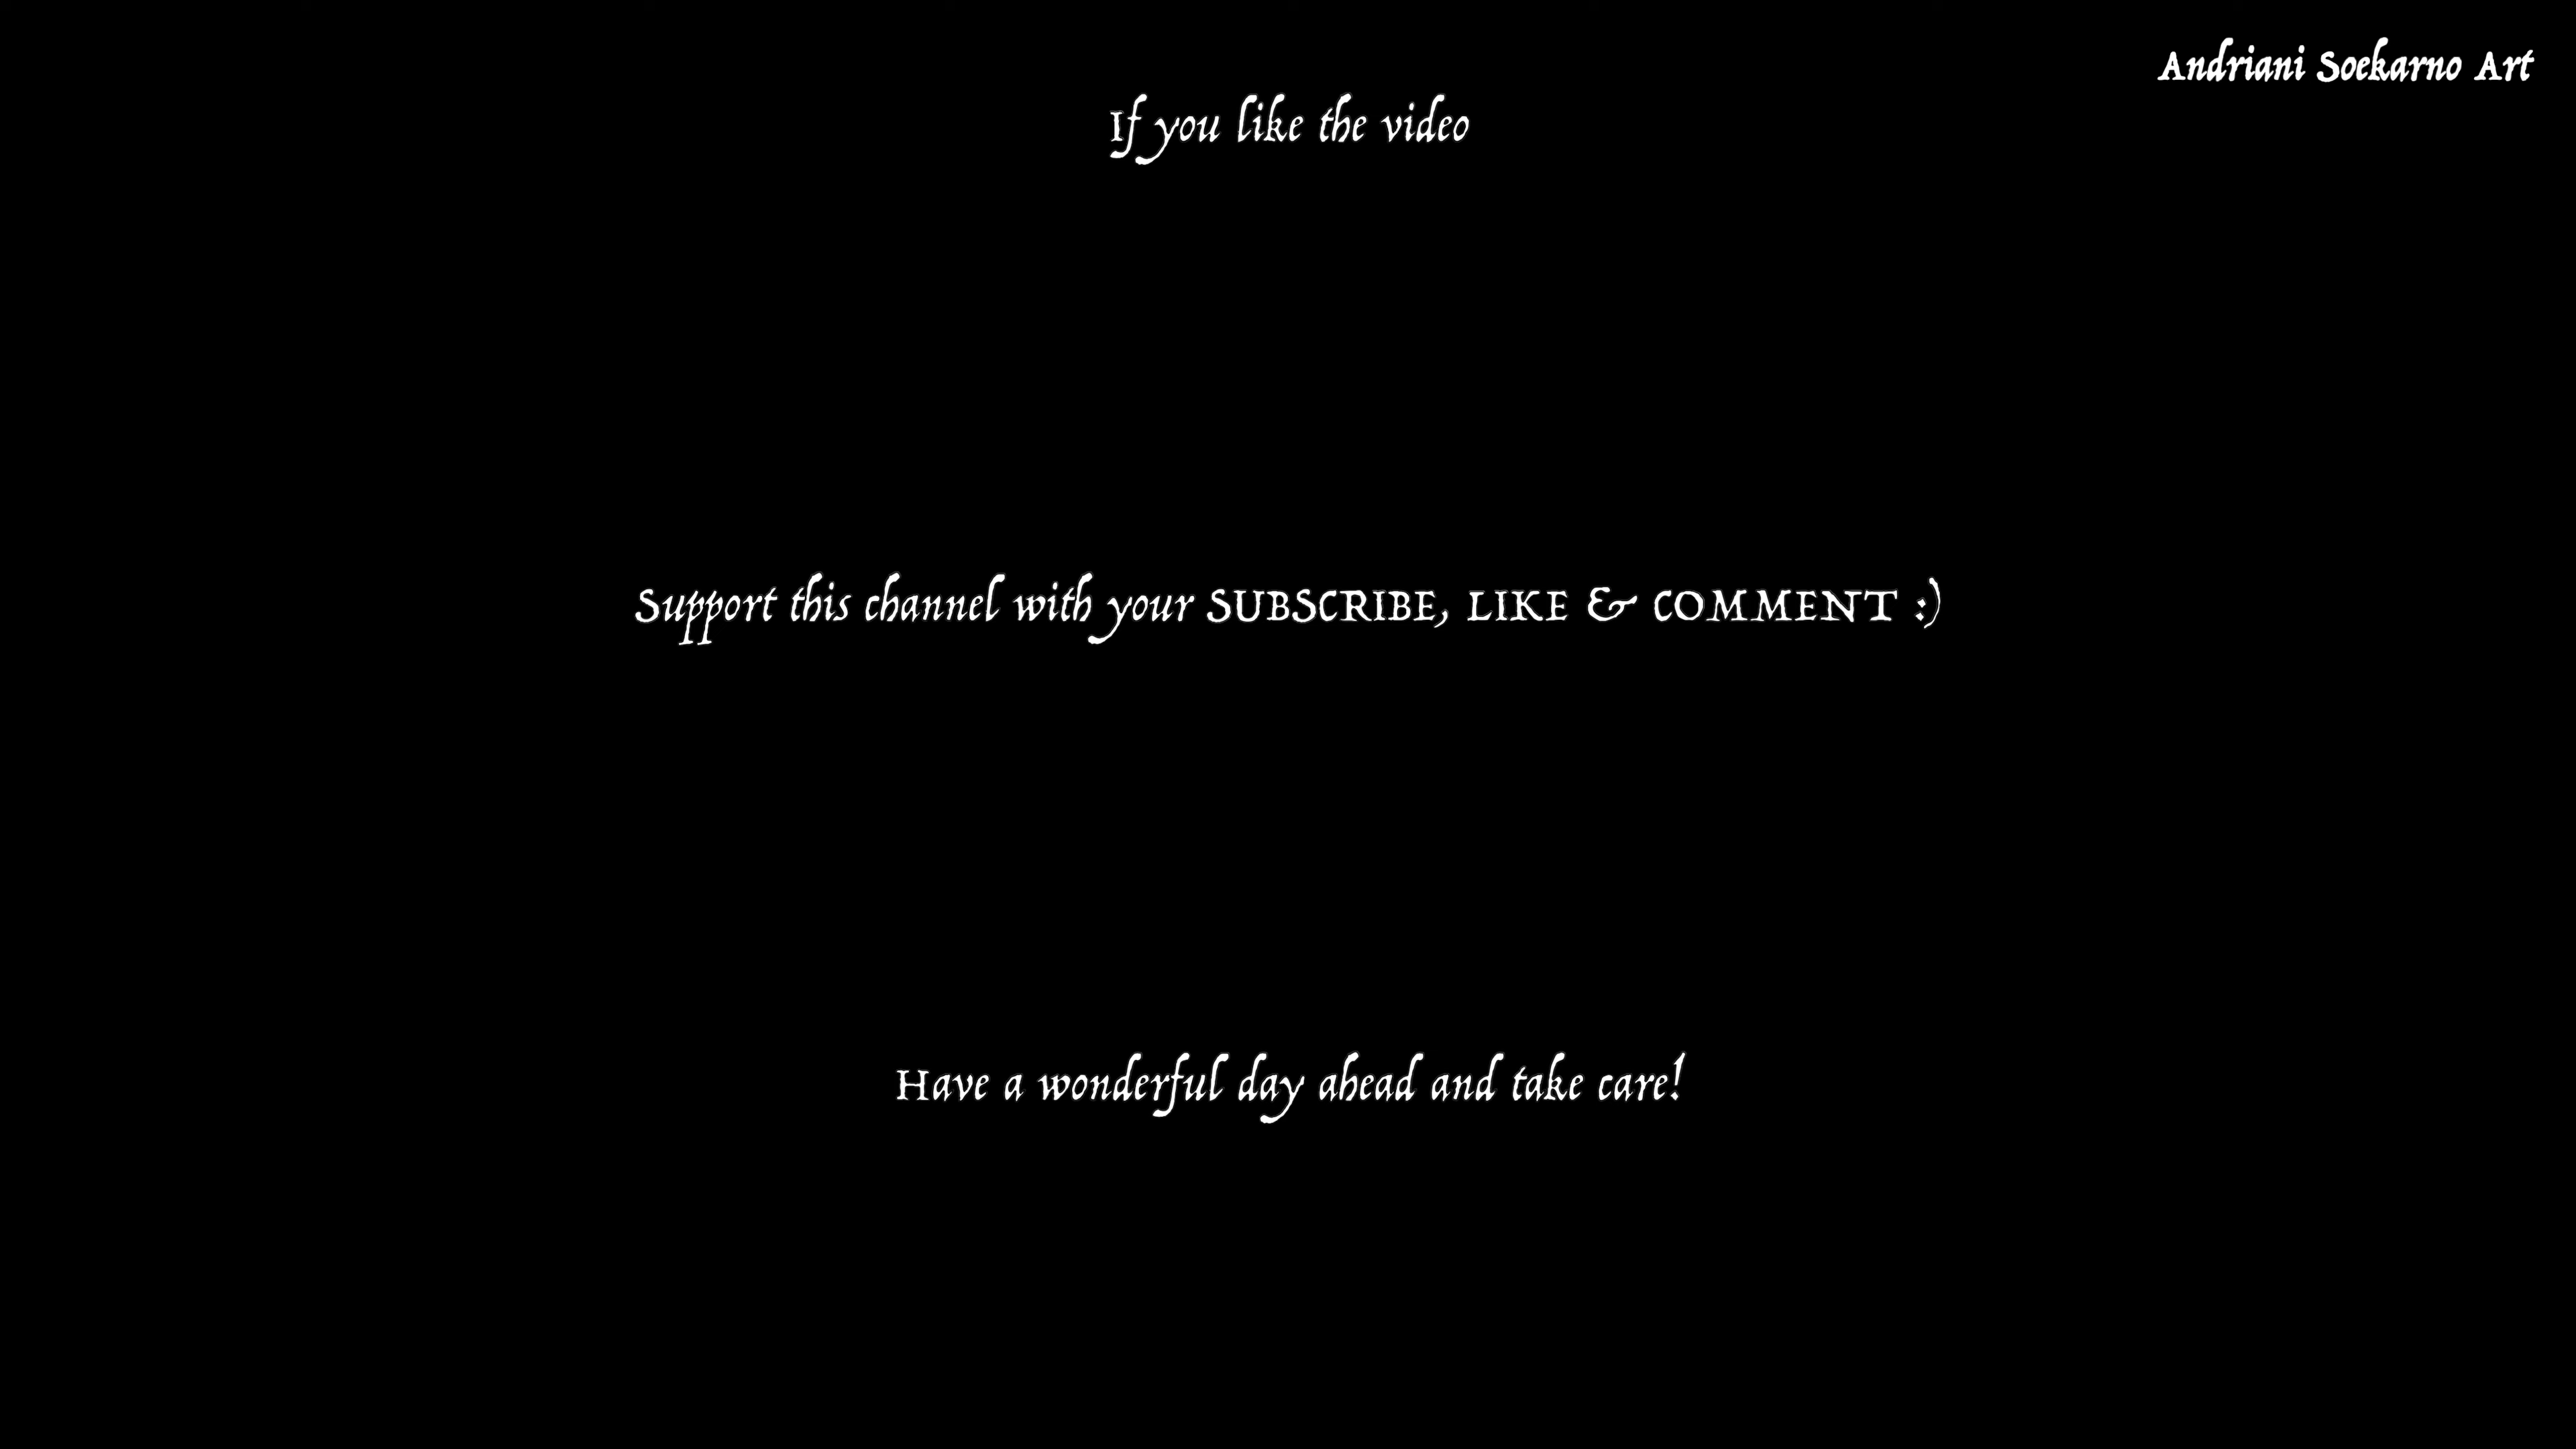 Andriani Soekarno Art
If you like the video
Support this channel with your SUBSCRIBE, LIKE & COMMENT :)
Have a wonderful day ahead and take care!